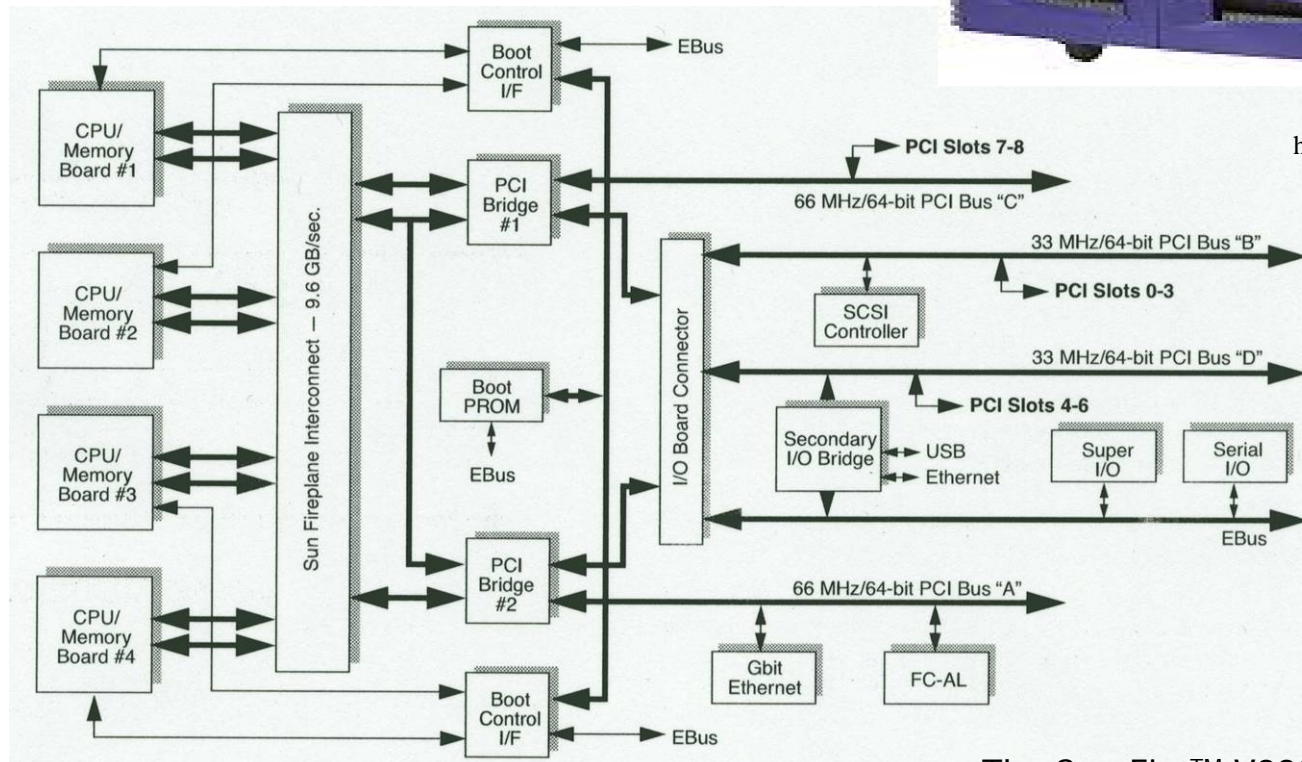 Boot
Control
I/F
EBus
CPU/
Memory
Board #1
PCI Slots 7-8
h
PCI
Bridge
#1
66 MHz/64-bit PCI Bus “C”
33 MHz/64-bit PCI Bus “B”
CPU/
Memory
Board #2
Sun Fireplane Interconnect — 9.6 GB/sec.
PCI Slots 0-3
SCSI
Controller
33 MHz/64-bit PCI Bus “D”
Boot
PROM
EBus
I/O Board Connector
PCI Slots 4-6
Secondary
I/O Bridge
USB
Ethernet
Super
I/O
Serial
I/O
CPU/
Memory
Board #3
EBus
PCI
Bridge
#2
66 MHz/64-bit PCI Bus “A”
CPU/
Memory
Board #4
Gbit
Ethernet
FC-AL
Boot
Control
I/F
EBus